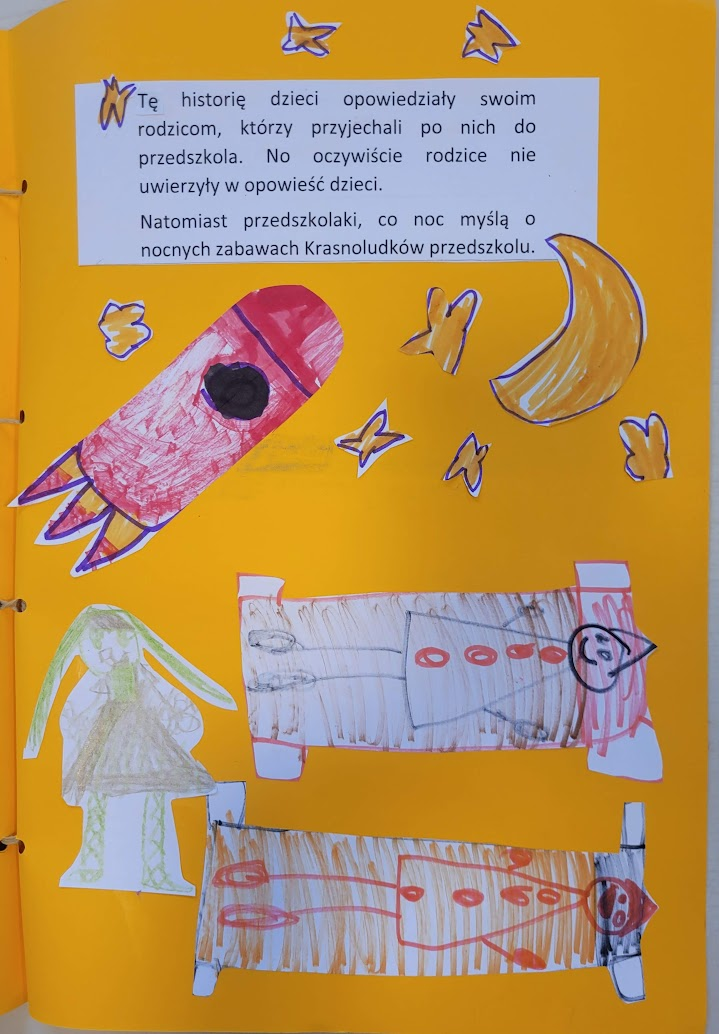 Tę historię dzieci opowiedziały swoim
rodzicom, którzy przyjechali po nich do
przedszkola. No oczywiście rodzice nie
uwierzyły w opowieść dzieci.
Natomiast przedszkolaki, co noc myślą o
nocnych zabawach Krasnoludków przedszkolu.